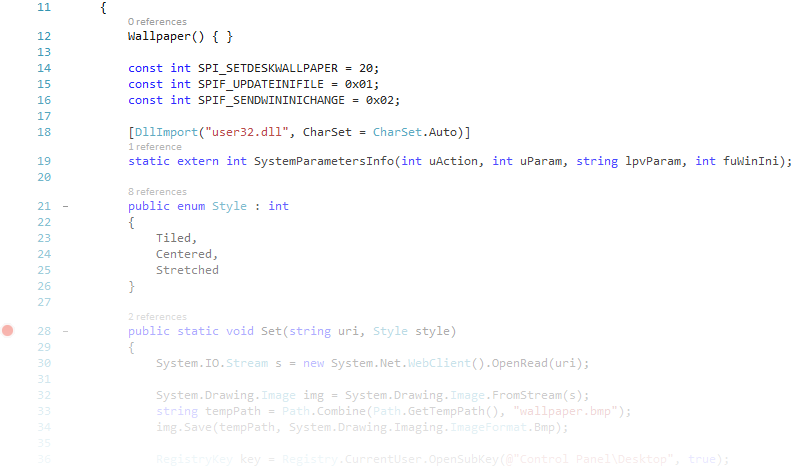 11 {
0 references
12 Wallpaper() { }
13
14 const int SPI_SETDESKWALLPAPER = 20;
15 const int SPIF_UPDATEINIFILE = 0x01;
16 const int SPIF_SENDWININICHANGE = 0x02;
17
18 [DllImport("user32.dll", CharSet = CharSet.Auto)]
1 reference
19 static extern int SystemParametersInfo(int uAction, int uParam, string lpvParam, int fuWinIni);
20
8 references
21 public enum Style : int
22 {
23 Tiled,
24 Centered,
25 Stretched
26 }
27
2 references
28 public static void Set(string uri, Style style)
29 {
30 System.IO.Stream s = new System.Net.WebClient().OpenRead(uri);
31
32 System.Drawing.Image img = System.Drawing.Image.FromStream(s);
33 string tempPath = Path.Combine(Path.GetTempPath(), "wallpaper.bmp");
34 img.Save(tempPath, System.Drawing.Imaging.ImageFormat.Bmp);
35
36 RegistryKey key = Registry.CurrentUser.OpenSubKey(@"Control Panel\Desktop", true);